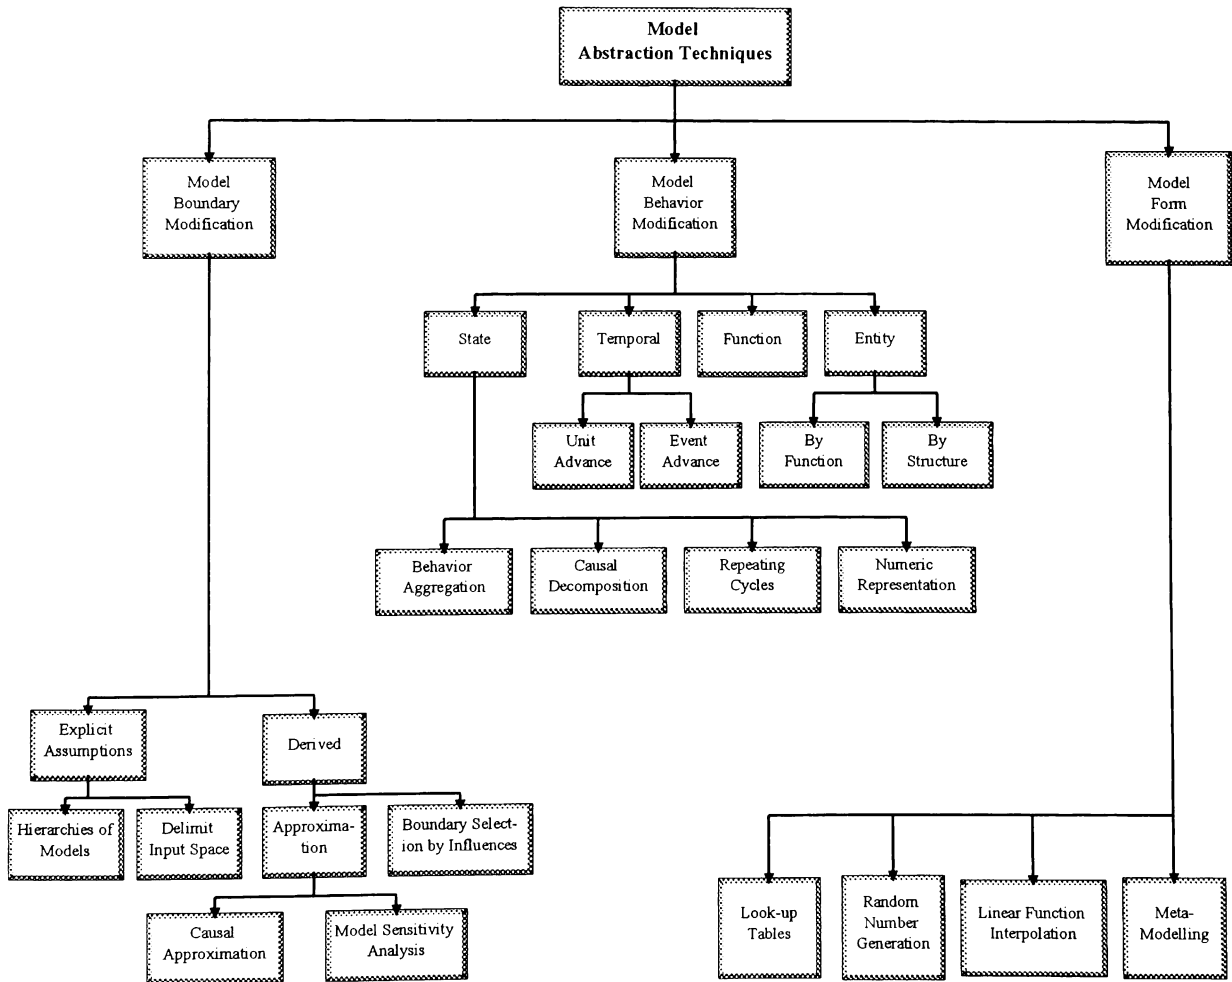 Model
Abstraction Techniques
Model
Boundary
Modification
Model
Behavior
Modification
Model
Form
Modification
State
Temporal
Function
Entity
Unit
Advance
Event
Advance
By
Function
By
Structure
Behavior
Aggregation
Causal
Decomposition
Repeating
Cycles
Numeric
Representation
Explicit
Assumptions
Derived
Hierarchies of
Models
Delimit
Input Space
Approxima-
tion
Boundary Select-
ion by Influences
Causal
Approximation
Model Sensitivity
Analysis
Look-up
Tables
Random
Number
Generation
Linear Function
Interpolation
Meta-
Modelling